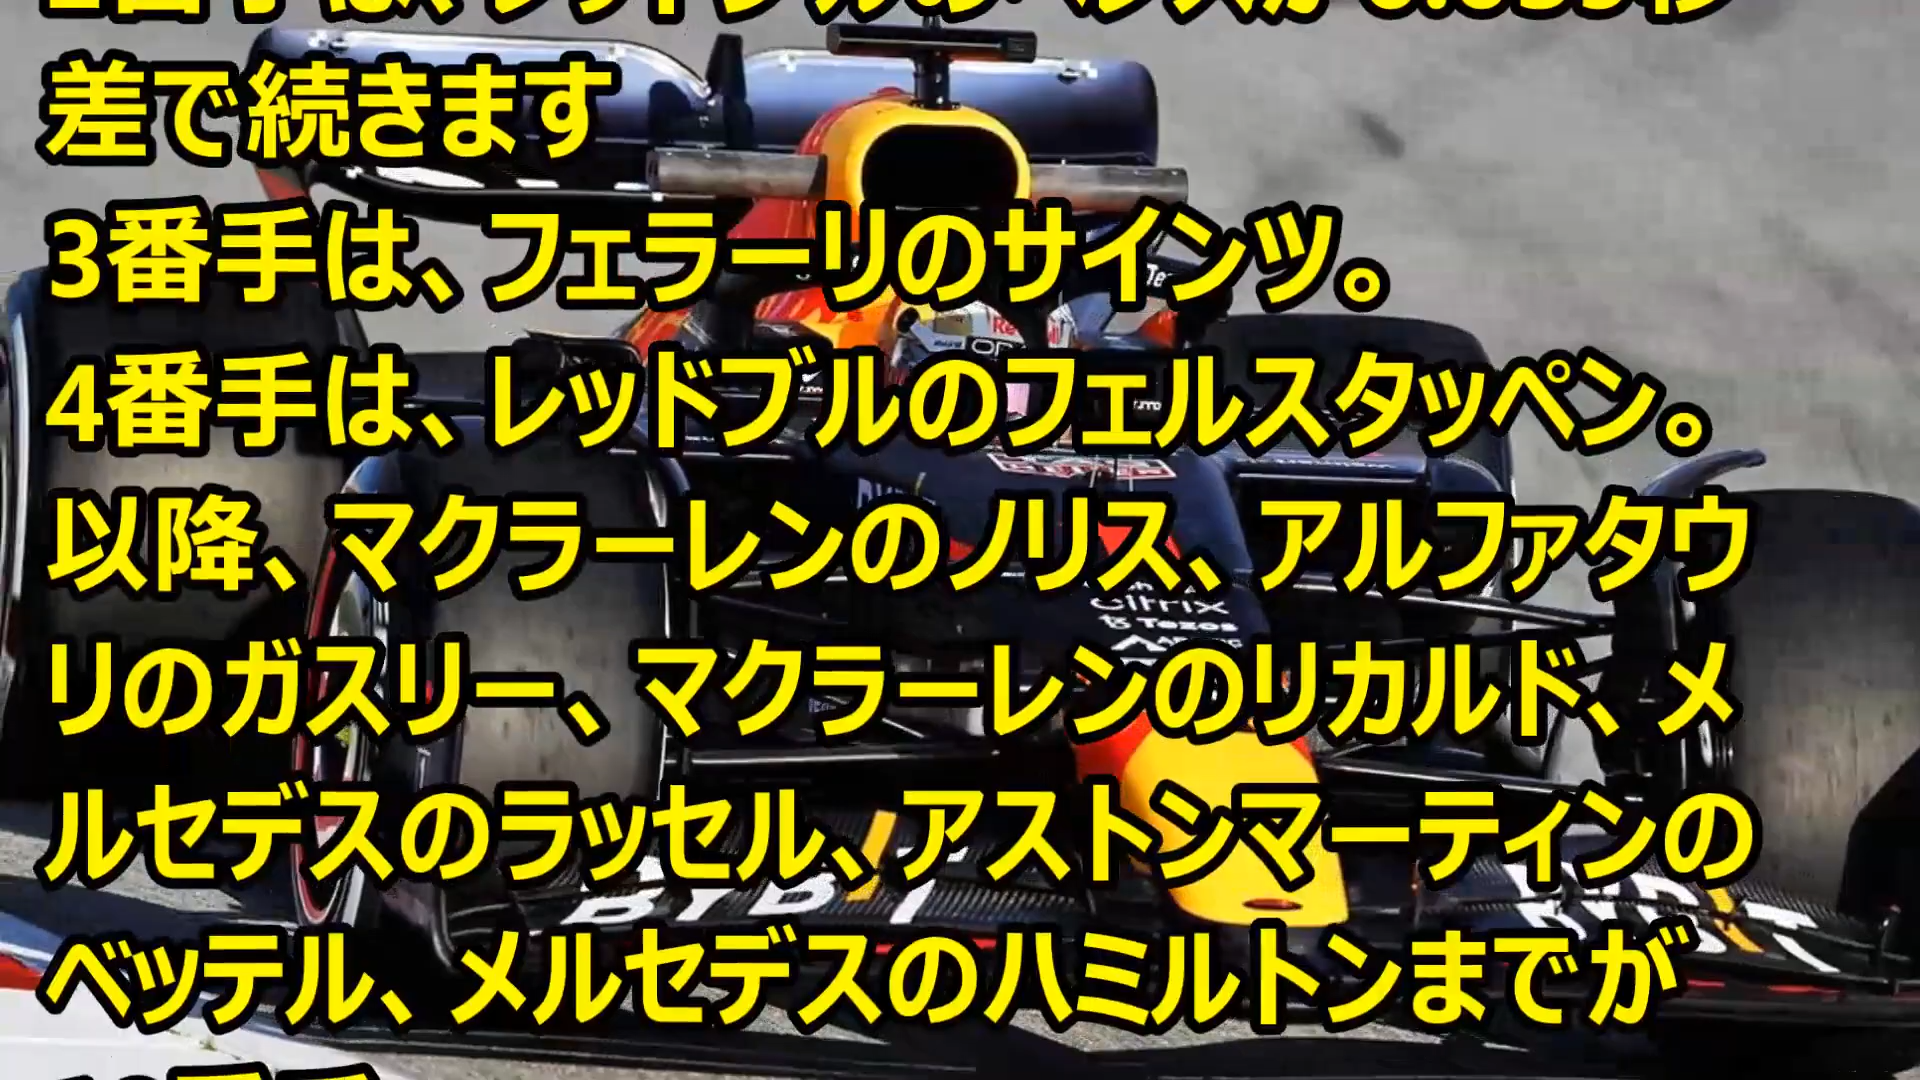 差で続きます
3番手は、フェラーリのサインツ。
4番手は、レッドブルのフェルスタッペン。
以降、マクラーレンのノリス、アルファタウ
リのガスリー、マクラーレンのリカルド、メ
ルセデスのラッセル、アストンマーティンの
ベッテル、メルセデスのハミルトンまでが
citrix
Tezos
BYBIT